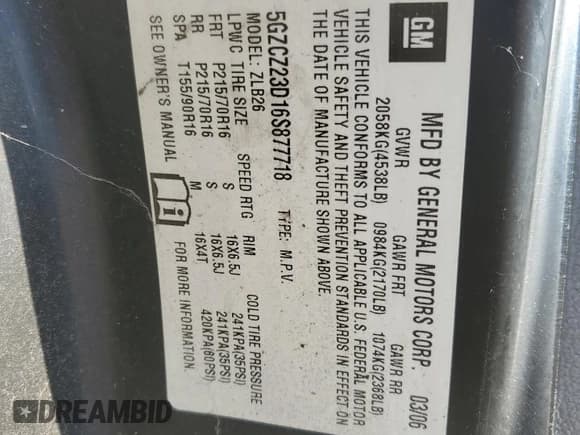 GM
MFD BY GENERAL MOTORS CORP. 03/06
GVWR GAWR FRT GAWR RR
2058KG(4538LB) 0984KG(2170LB) 1074KG(2368LB)
THIS VEHICLE CONFORMS TO ALL APPLICABLE U.S. FEDERAL MOTOR
VEHICLE SAFETY AND THEFT PREVENTION STANDARDS IN EFFECT ON
THE DATE OF MANUFACTURE SHOWN ABOVE.
5GZCZ23D16S877718 TYPE: M.P.V.
MODEL: ZLB26
LPWC TIRE SIZE SPEED RTG RIM COLD TIRE PRESSURE
FRT P215/70R16 S 16X6.5J 241KPA(35PSI)
RR P215/70R16 S 16X6.5J 241KPA(35PSI)
SPA T155/90R16 M 16X4T 420KPA(60PSI)
SEE OWNER'S MANUAL i FOR MORE INFORMATION.
DREAMBID